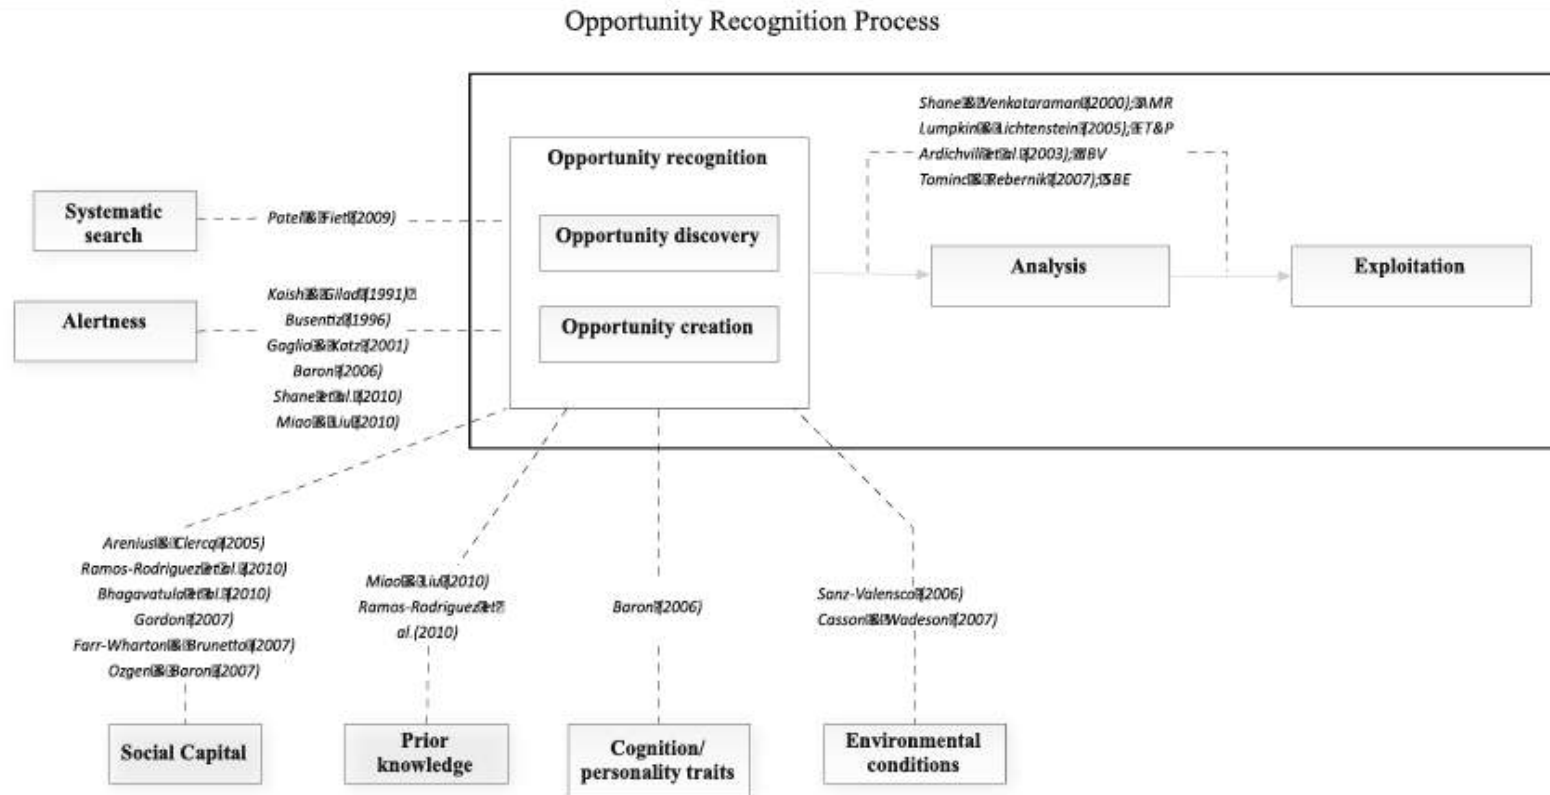 Opportunity Recognition Process
Shane & Venkataraman (2000); AMR
Lumpkin & Lichtenstein (2005); ET&P
Ardichvili et al. (2003); JBV
Tominc & Rebernik (2007); SBE
Opportunity recognition
Systematic
search
Patel & Fiet (2009)
Opportunity discovery
Analysis
Exploitation
Kaish & Gilad (1991)
Alertness
Busentiz (1996)
Opportunity creation
Gaglio & Katz (2001)
Baron (2006)
Shane et al. (2010)
Miao & Liu (2010)
Arenius & Clercq (2005)
Ramos-Rodriguez et al. (2010)
Bhagavatula et al. (2010)
Gordon (2007)
Farr-Wharton & Brunetto (2007)
Ozgen & Baron (2007)
Miao & Liu (2010)
Ramos-Rodriguez et
al. (2010)
Baron (2006)
Sanz-Valensco (2006)
Casson & Wadeson (2007)
Social Capital
Prior
knowledge
Cognition/
personality traits
Environmental
conditions